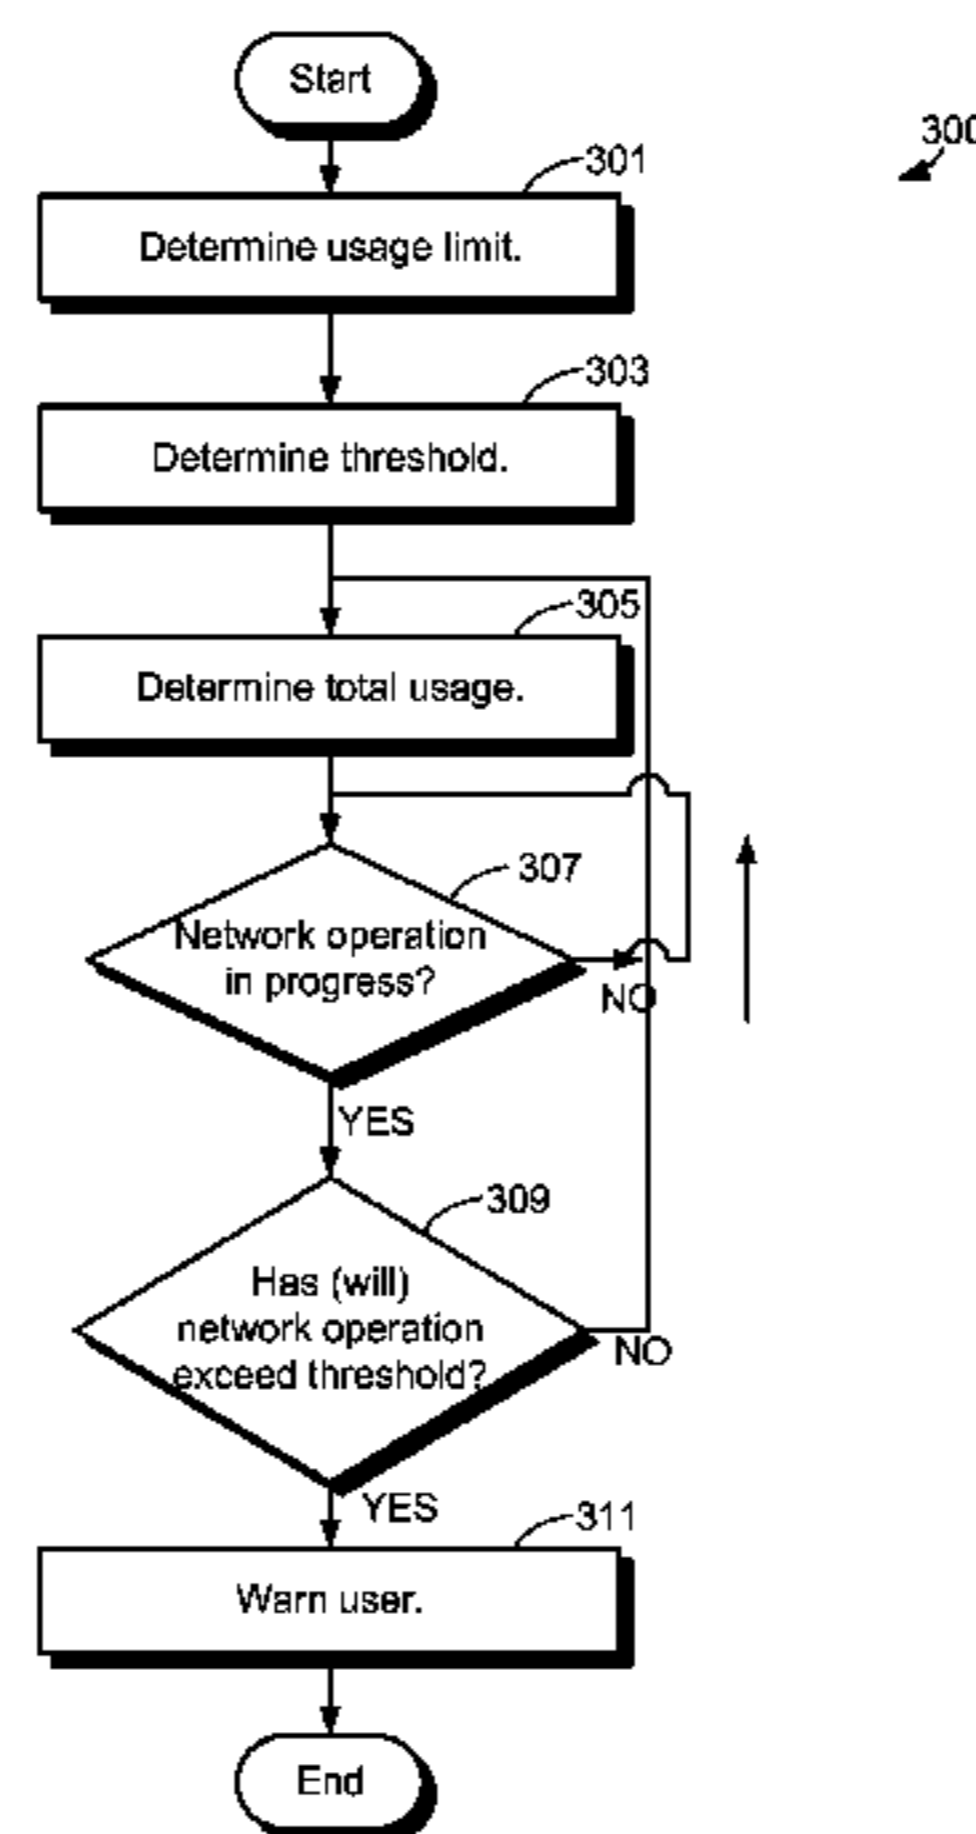 Start
300
301
Determine usage limit.
303
Determine threshold.
305
Determine total usage.
307
Network operation
in progress?
NO
YES
309
Has (will)
network operation
exceed threshold?
NO
YES
311
Warn user.
End